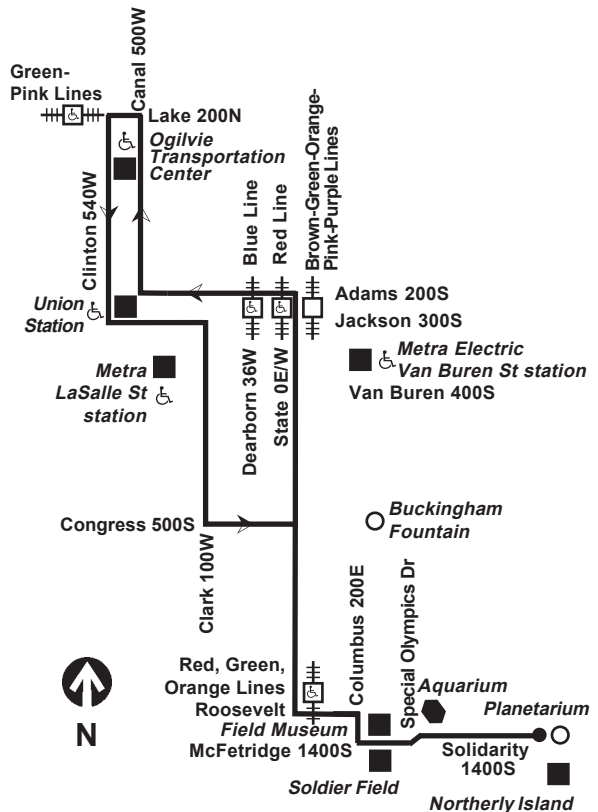 Canal 500W
Green-
Pink Lines
Lake 200N
Ogilvie
Transportation
Center
Clinton 540W
Blue Line
Red Line
Brown-Green-Orange-
Pink-Purple Lines
Union
Station
Adams 200S
Jackson 300S
Metra Electric
Van Buren St station
Van Buren 400S
Metra
LaSalle St
station
Dearborn 36W
State 0E/W
Congress 500S
Buckingham
Fountain
Clark 100W
Columbus 200E
Special Olympics Dr
Red, Green,
Orange Lines
Roosevelt
Field Museum
McFetridge 1400S
Soldier Field
Aquarium
Planetarium
Solidarity
1400S
Northerly Island
N